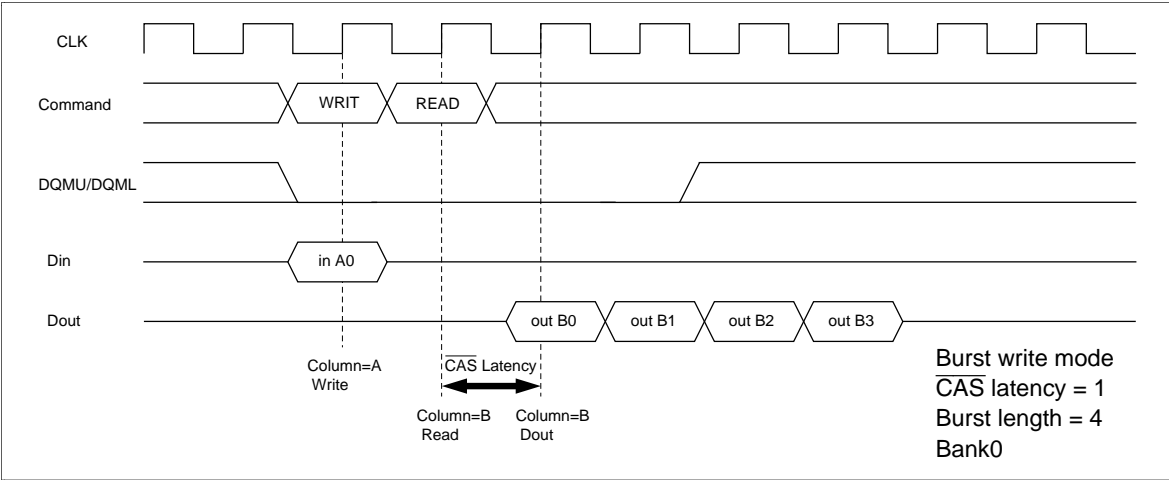 CLK
Command
WRIT
READ
DQMU/DQML
Din
in A0
Dout
out B0
out B1
out B2
out B3
Column=A
Write
CAS Latency
Column=B
Read
Column=B
Dout
Burst write mode
CAS latency = 1
Burst length = 4
Bank0